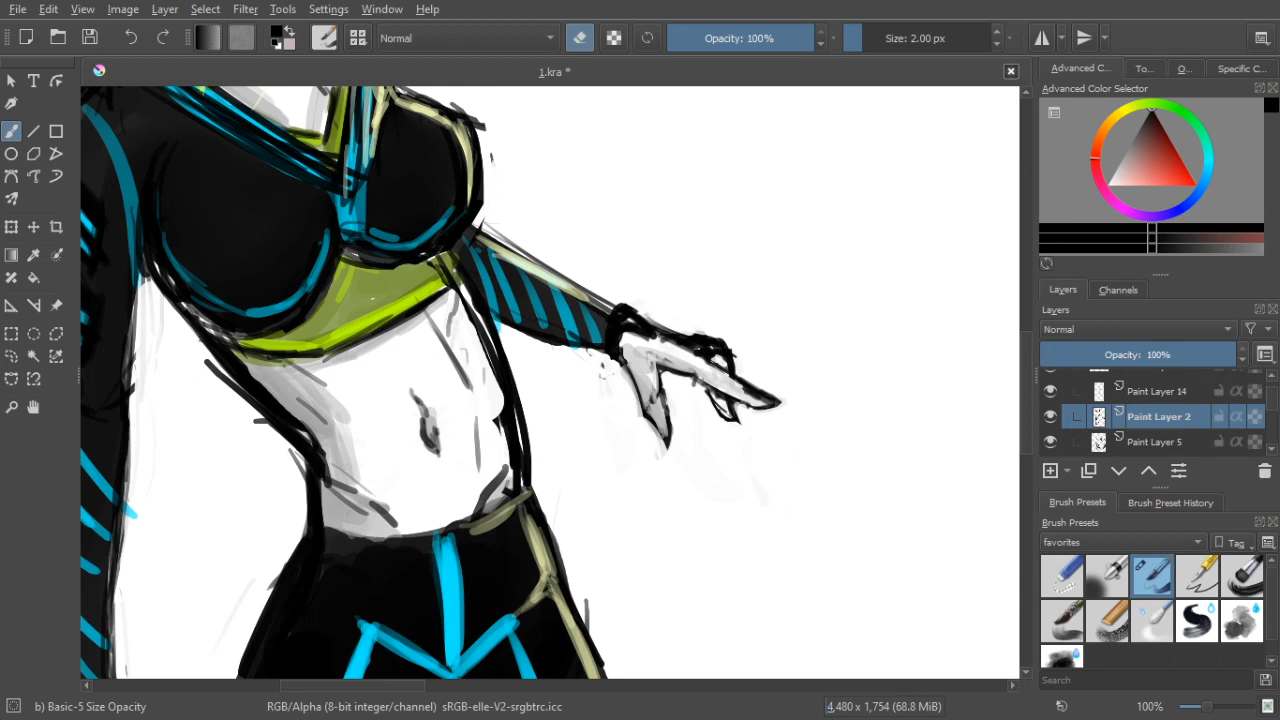 File Edit View Image Layer Select Filter Tools Settings Window Help
Normal Opacity: 100% Size: 2.00 px
1.kra *
Advanced C... To... O... Specific C...
Advanced Color Selector
Layers Channels
Layers
Normal
Opacity: 100%
Paint Layer 14
Paint Layer 2
Paint Layer 5
Brush Presets Brush Preset History
Brush Presets
favorites Tag
Search
b) Basic-5 Size Opacity RGB/Alpha (8-bit integer/channel) sRGB-elle-V2-srgbtrc.icc 4,480 x 1,754 (68.8 MiB) 100%